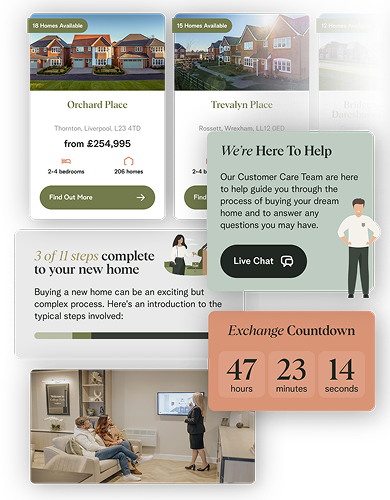 18 Homes Available
15 Homes Available
12 Homes Available
Orchard Place
Thornton, Liverpool, L23 4TD
from £254,995
2-4 bedrooms
206 homes
Find Out More
Trevalyn Place
Rossett, Wrexham, LL12 0ED
Find Out
We're Here To Help
Our Customer Care Team are here
to help guide you through the
process of buying your dream
home and to answer any
questions you may have.
Live Chat
3 of 11 steps complete
to your new home
Buying a new home can be an exciting but
complex process. Here's an introduction to the
typical steps involved:
Exchange Countdown
47 23 14
hours minutes seconds